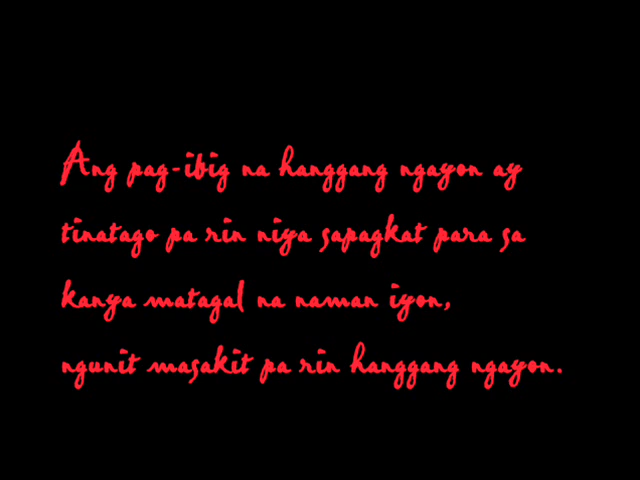 Ang pag-ibig na hanggang ngayon ay
tinatago pa rin niya sapagkat para sa
kanya matagal na naman iyon,
ngunit masakit pa rin hanggang ngayon.